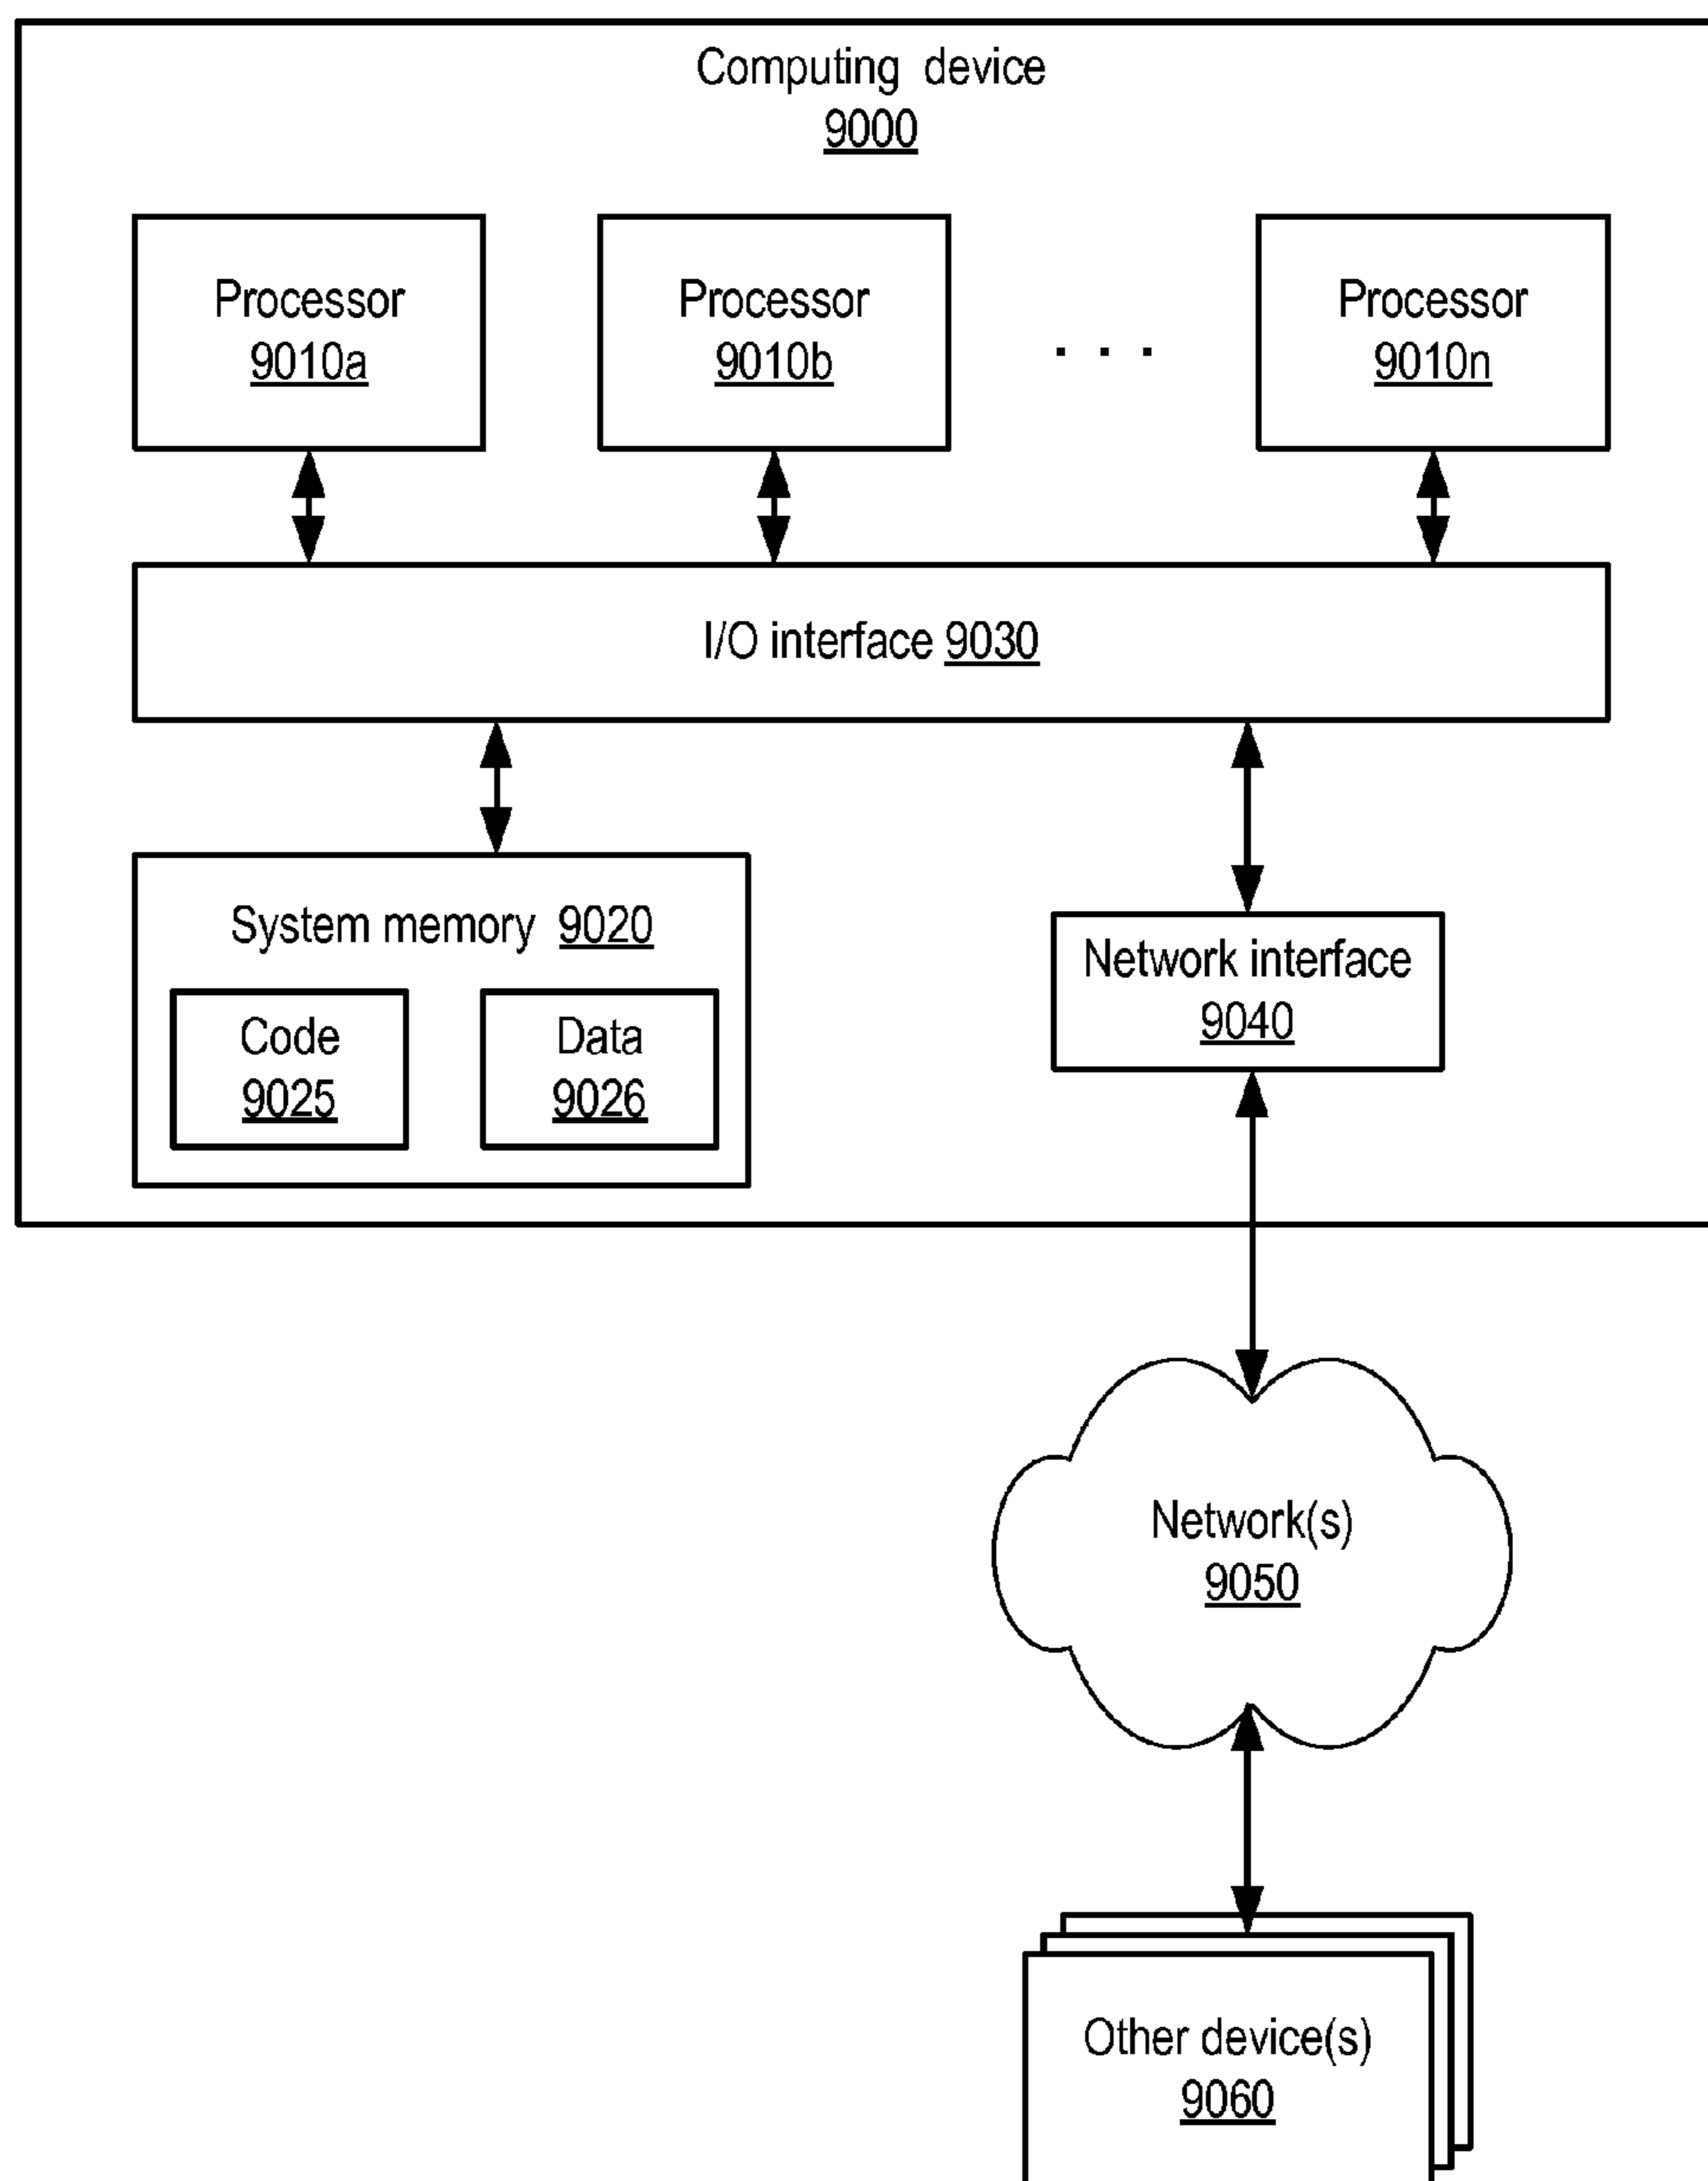 Computing device
9000
Processor
9010a
Processor
9010b
. . .
Processor
9010n
I/O interface 9030
System memory 9020
Code
9025
Data
9026
Network interface
9040
Network(s)
9050
Other device(s)
9060